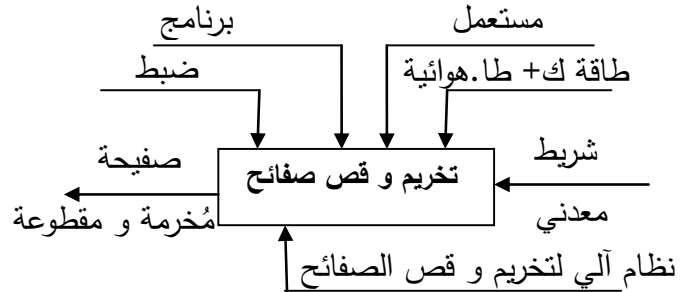 مستعمل
برنامج
طاقة ك+ طا.هوائية
ضبط
شريط
معدني
تخريم و قص صفائح
صفيحة
مُخرمة و مقطوعة
نظام آلي لتخريم و قص الصفائح